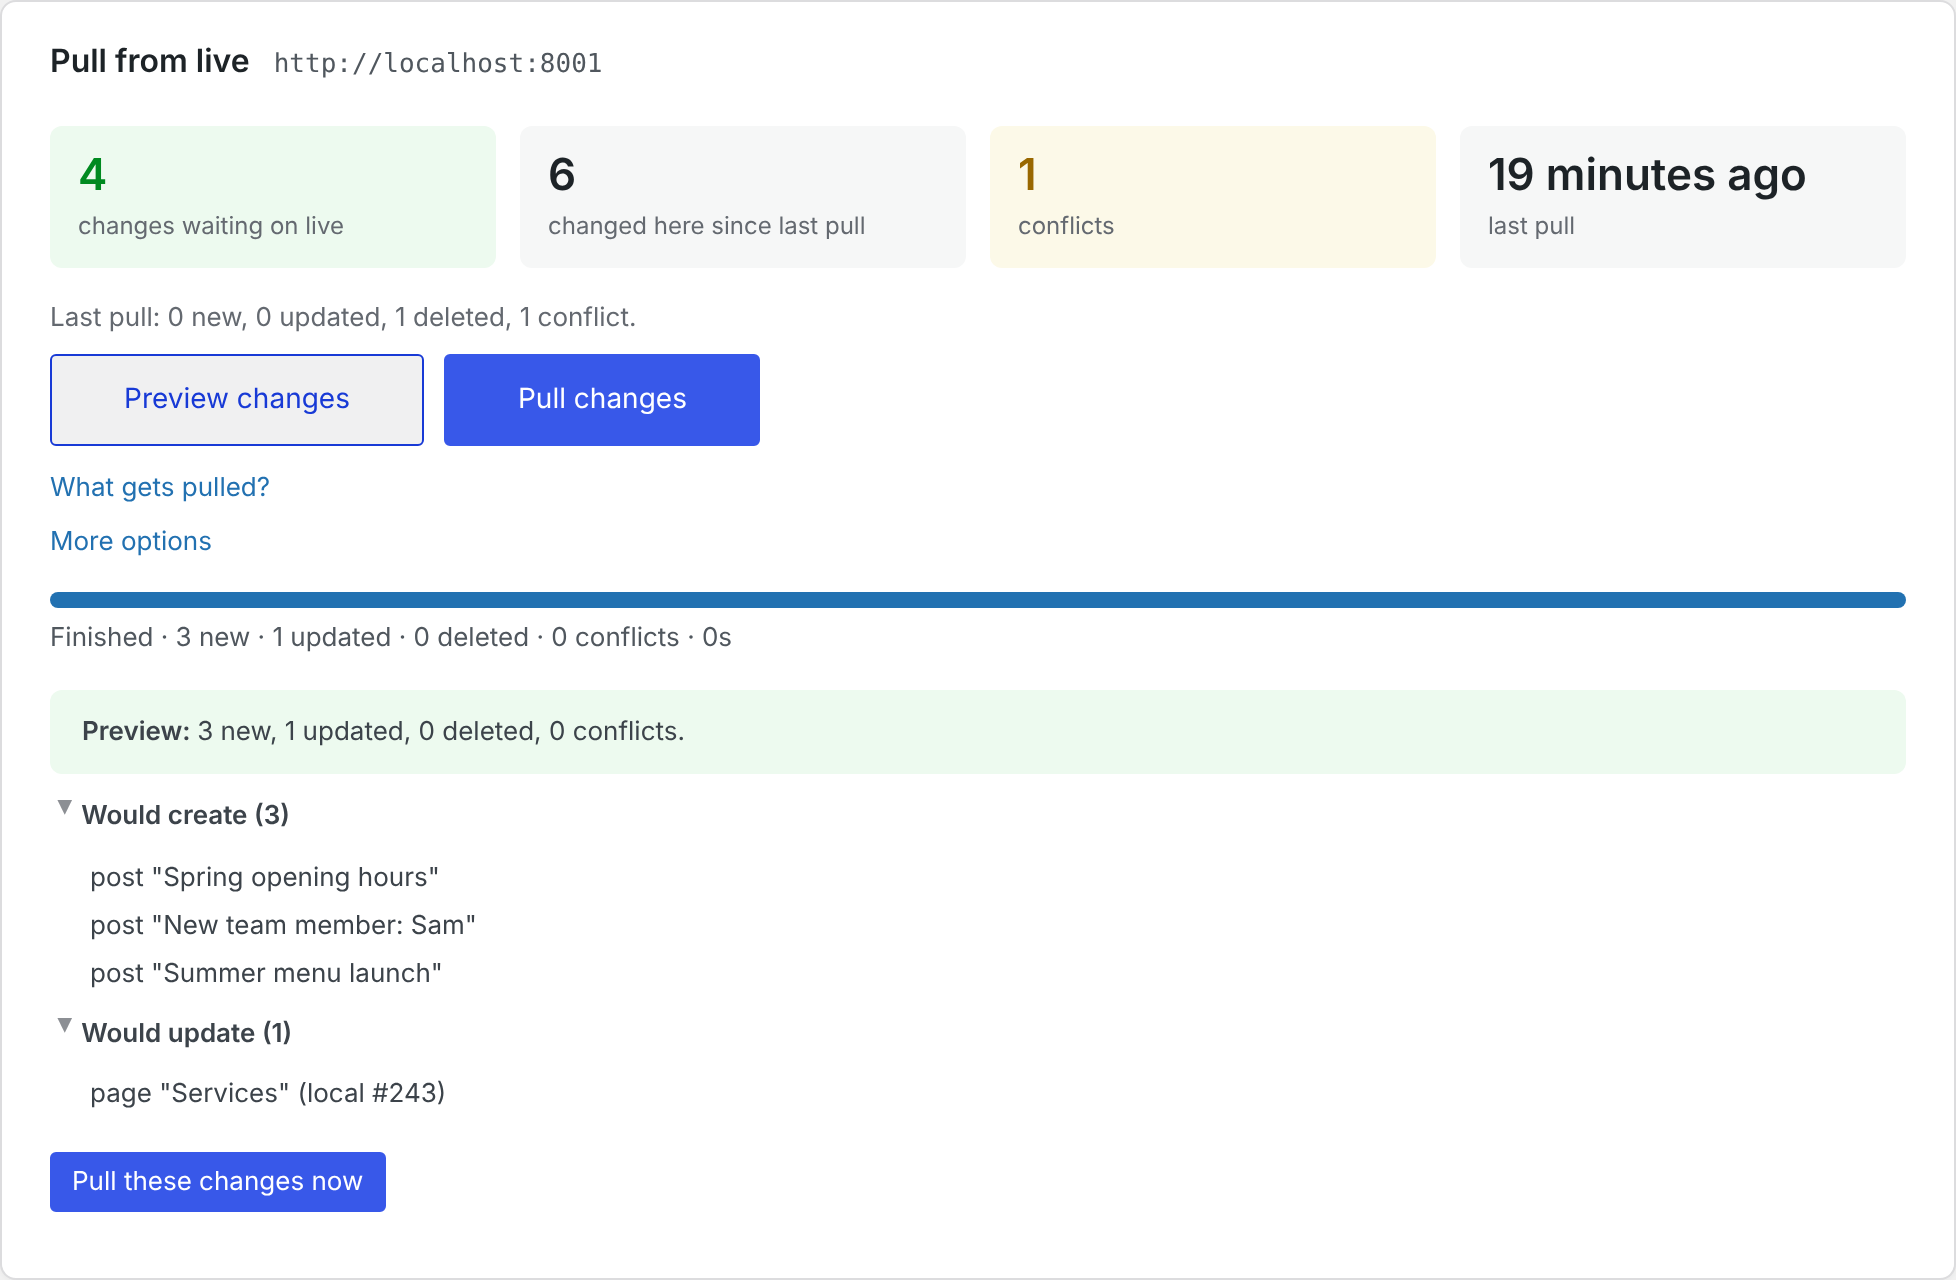 Pull from live http://localhost:8001
4
changes waiting on live
6
changed here since last pull
1
conflicts
19 minutes ago
last pull
Last pull: 0 new, 0 updated, 1 deleted, 1 conflict.
Preview changes
Pull changes
What gets pulled?
More options
Finished · 3 new · 1 updated · 0 deleted · 0 conflicts · 0s
Preview: 3 new, 1 updated, 0 deleted, 0 conflicts.
Would create (3)
post "Spring opening hours"
post "New team member: Sam"
post "Summer menu launch"
Would update (1)
page "Services" (local #243)
Pull these changes now